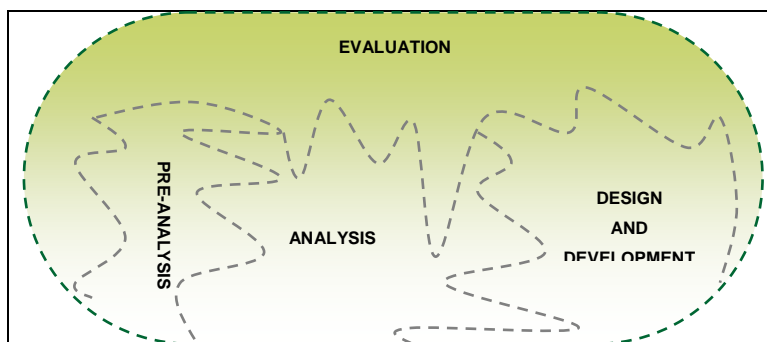 EVALUATION
PRE-ANALYSIS
ANALYSIS
DESIGN
AND
DEVELOPMENT